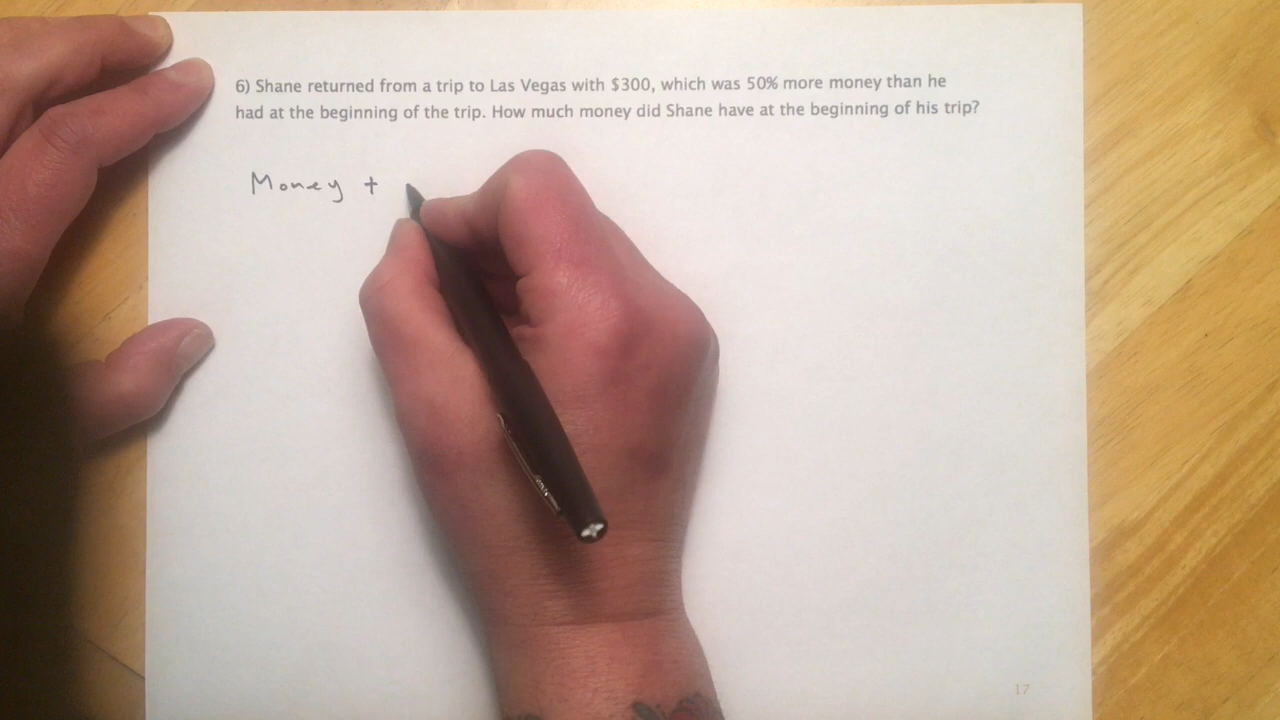 6) Shane returned from a trip to Las Vegas with $300, which was 50% more money than he
had at the beginning of the trip. How much money did Shane have at the beginning of his trip?
Money +
17